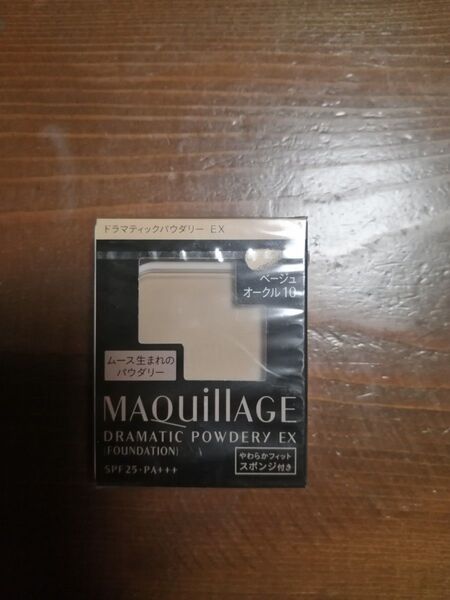 ドラマティックパウダリー EX
ベージュ
オークル10
ムース生まれの
パウダリー
MAQuillAGE
DRAMATIC POWDERY EX
(FOUNDATION)
SPF25・PA+++
やわらかフィット
スポンジ付き